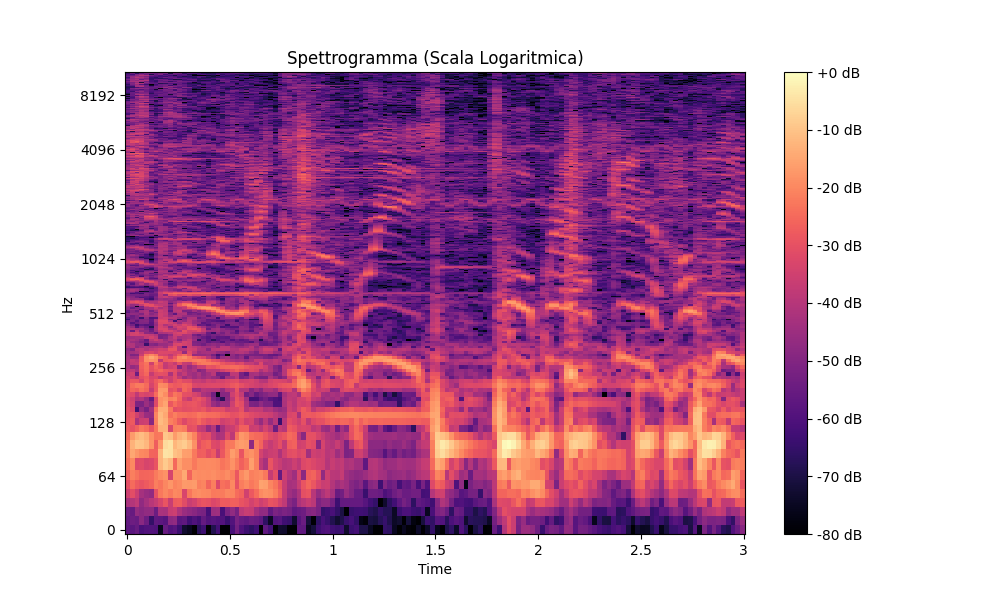 Spettrogramma (Scala Logaritmica)
Hz
8192
4096
2048
1024
512
256
128
64
0
0
0.5
1
1.5
2
2.5
3
Time
+0 dB
-10 dB
-20 dB
-30 dB
-40 dB
-50 dB
-60 dB
-70 dB
-80 dB